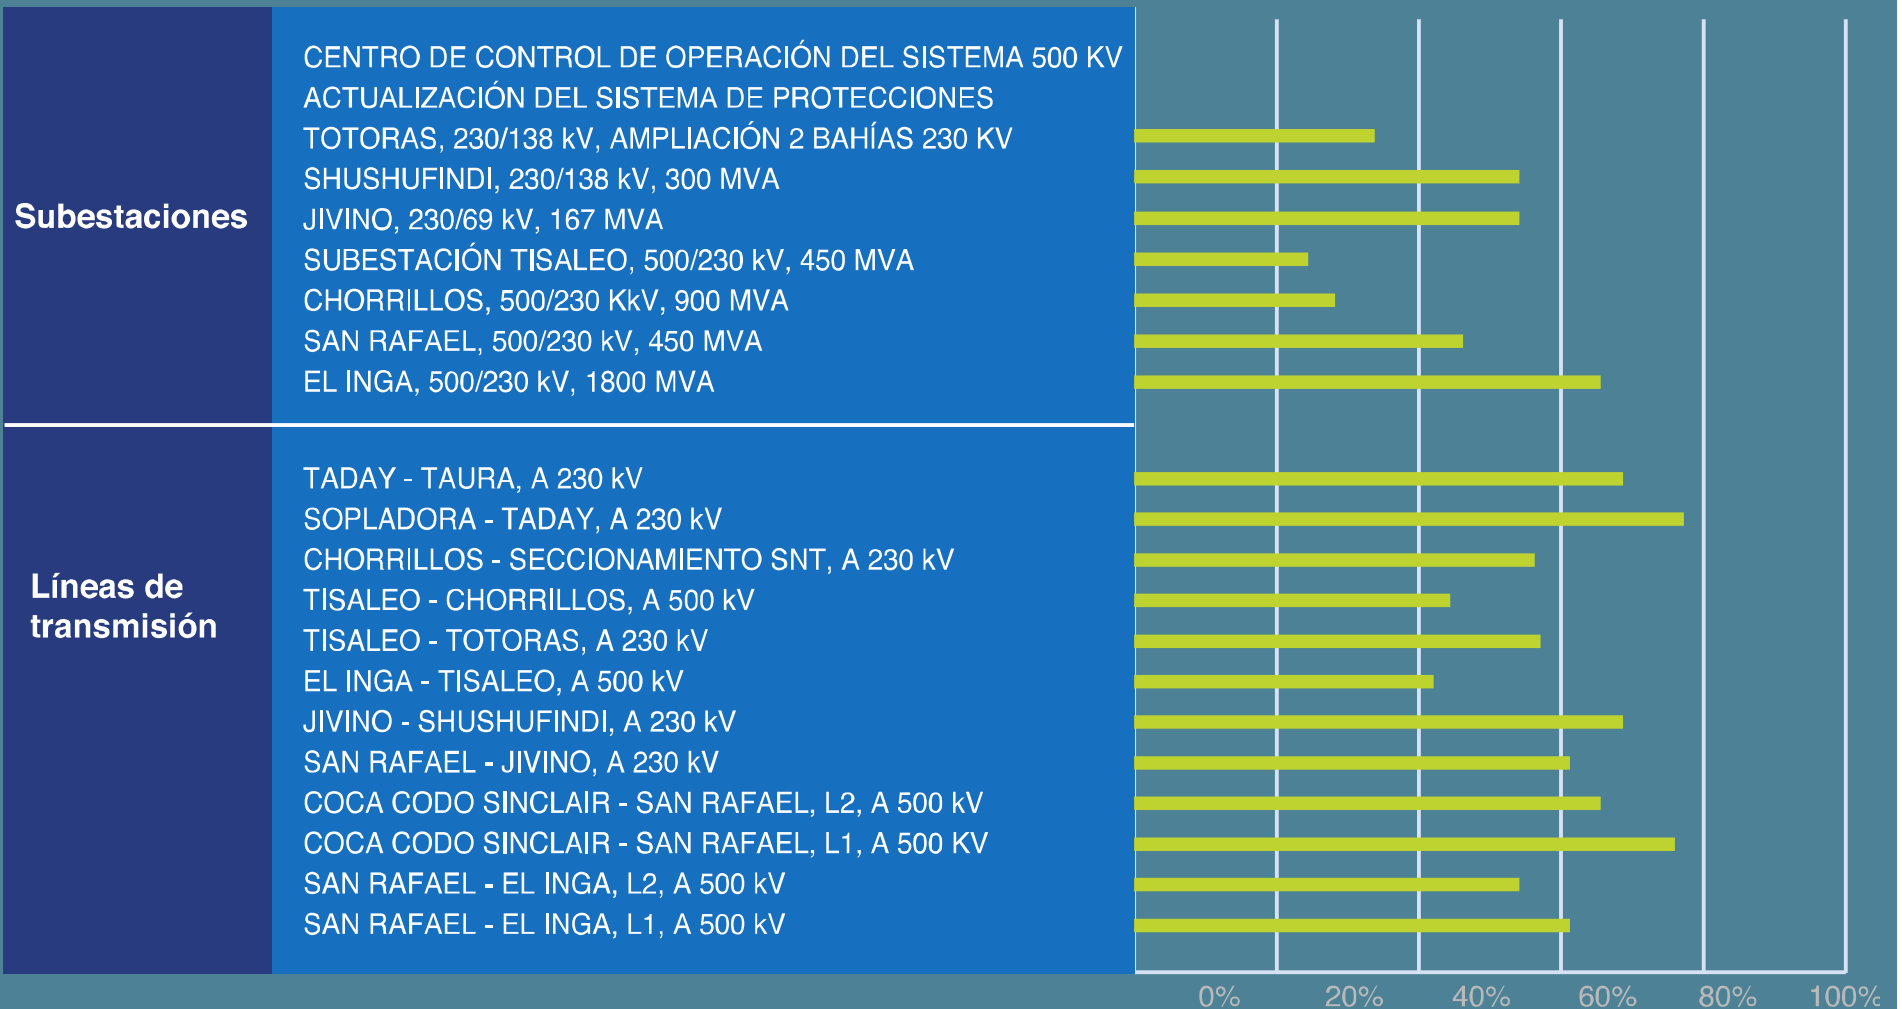 Subestaciones
CENTRO DE CONTROL DE OPERACIÓN DEL SISTEMA 500 KV
ACTUALIZACIÓN DEL SISTEMA DE PROTECCIONES
TOTORAS, 230/138 kV, AMPLIACIÓN 2 BAHÍAS 230 KV
SHUSHUFINDI, 230/138 kV, 300 MVA
JIVINO, 230/69 kV, 167 MVA
SUBESTACIÓN TISALEO, 500/230 kV, 450 MVA
CHORRILLOS, 500/230 KkV, 900 MVA
SAN RAFAEL, 500/230 kV, 450 MVA
EL INGA, 500/230 kV, 1800 MVA
Líneas de
transmisión
TADAY - TAURA, A 230 kV
SOPLADORA - TADAY, A 230 kV
CHORRILLOS - SECCIONAMIENTO SNT, A 230 kV
TISALEO - CHORRILLOS, A 500 kV
TISALEO - TOTORAS, A 230 kV
EL INGA - TISALEO, A 500 kV
JIVINO - SHUSHUFINDI, A 230 kV
SAN RAFAEL - JIVINO, A 230 kV
COCA CODO SINCLAIR - SAN RAFAEL, L2, A 500 kV
COCA CODO SINCLAIR - SAN RAFAEL, L1, A 500 KV
SAN RAFAEL - EL INGA, L2, A 500 kV
SAN RAFAEL - EL INGA, L1, A 500 kV
0% 20% 40% 60% 80% 100%